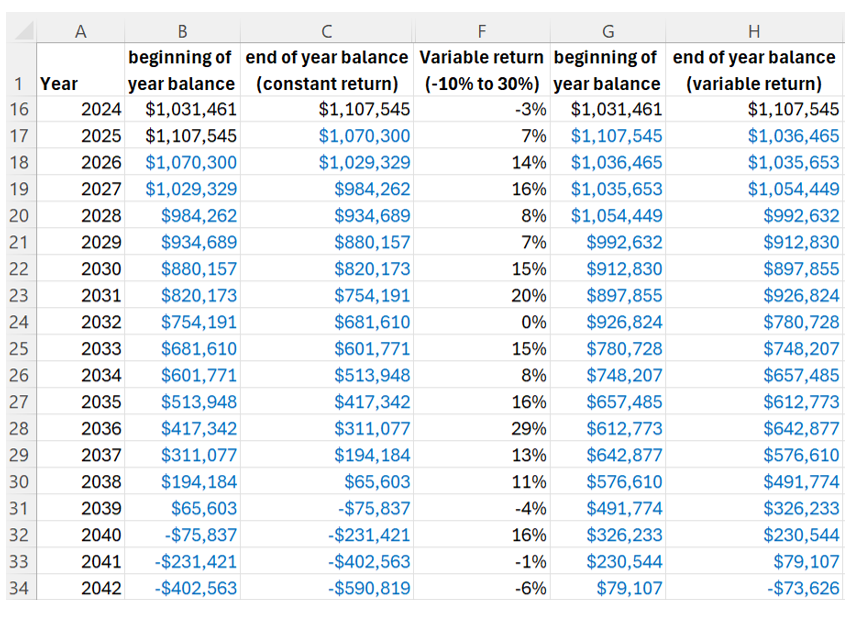 A B C F G H
beginning of end of year balance Variable return beginning of end of year balance
1 Year year balance (constant return) (-10% to 30%) year balance (variable return)
16 2024 $1,031,461 $1,107,545 -3% $1,031,461 $1,107,545
17 2025 $1,107,545 $1,070,300 7% $1,107,545 $1,036,465
18 2026 $1,070,300 $1,029,329 14% $1,036,465 $1,035,653
19 2027 $1,029,329 $984,262 16% $1,035,653 $1,054,449
20 2028 $984,262 $934,689 8% $1,054,449 $992,632
21 2029 $934,689 $880,157 7% $992,632 $912,830
22 2030 $880,157 $820,173 15% $912,830 $897,855
23 2031 $820,173 $754,191 20% $897,855 $926,824
24 2032 $754,191 $681,610 0% $926,824 $780,728
25 2033 $681,610 $601,771 15% $780,728 $748,207
26 2034 $601,771 $513,948 8% $748,207 $657,485
27 2035 $513,948 $417,342 16% $657,485 $612,773
28 2036 $417,342 $311,077 29% $612,773 $642,877
29 2037 $311,077 $194,184 13% $642,877 $576,610
30 2038 $194,184 $65,603 11% $576,610 $491,774
31 2039 $65,603 -$75,837 -4% $491,774 $326,233
32 2040 -$75,837 -$231,421 16% $326,233 $230,544
33 2041 -$231,421 -$402,563 -1% $230,544 $79,107
34 2042 -$402,563 -$590,819 -6% $79,107 -$73,626